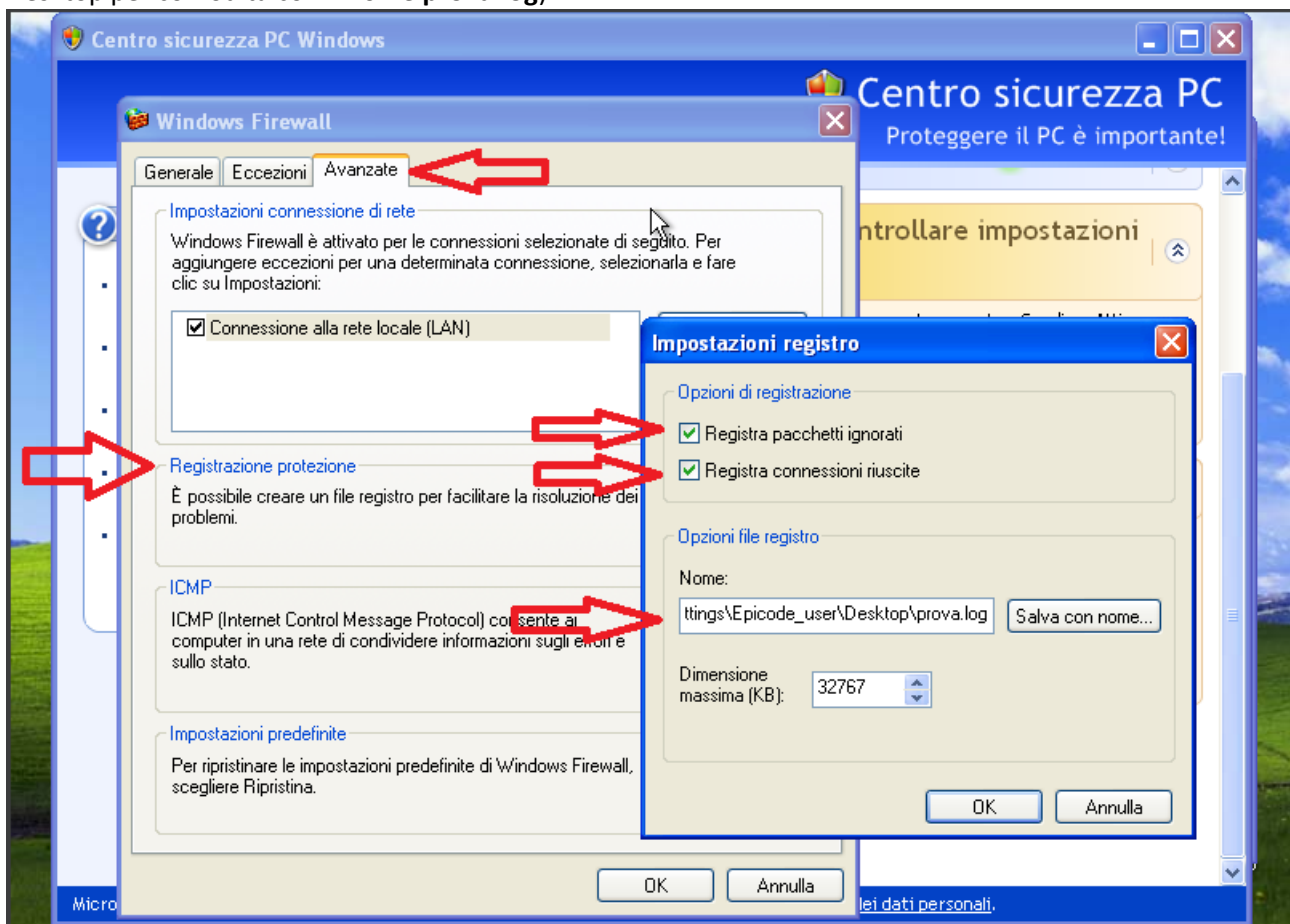 Centro sicurezza PC Windows
Centro sicurezza PC
Proteggere il PC è importante!
Windows Firewall
Generale Eccezioni Avanzate
Impostazioni connessione di rete
Windows Firewall è attivato per le connessioni selezionate di seguito. Per
aggiungere eccezioni per una determinata connessione, selezionarla e fare
clic su Impostazioni:
Connessione alla rete locale (LAN)
Registrazione protezione
È possibile creare un file registro per facilitare la risoluzione dei
problemi.
ICMP
ICMP (Internet Control Message Protocol) consente ai
computer in una rete di condividere informazioni sugli errori e
sullo stato.
Impostazioni predefinite
Per ripristinare le impostazioni predefinite di Windows Firewall,
scegliere Ripristina.
OK Annulla
ntrollare impostazioni
Impostazioni registro
Opzioni di registrazione
Registra pacchetti ignorati
Registra connessioni riuscite
Opzioni file registro
Nome:
ttings\Epicode_user\Desktop\prova.log Salva con nome...
Dimensione
massima (KB): 32767
OK Annulla
Micro
dei dati personali.